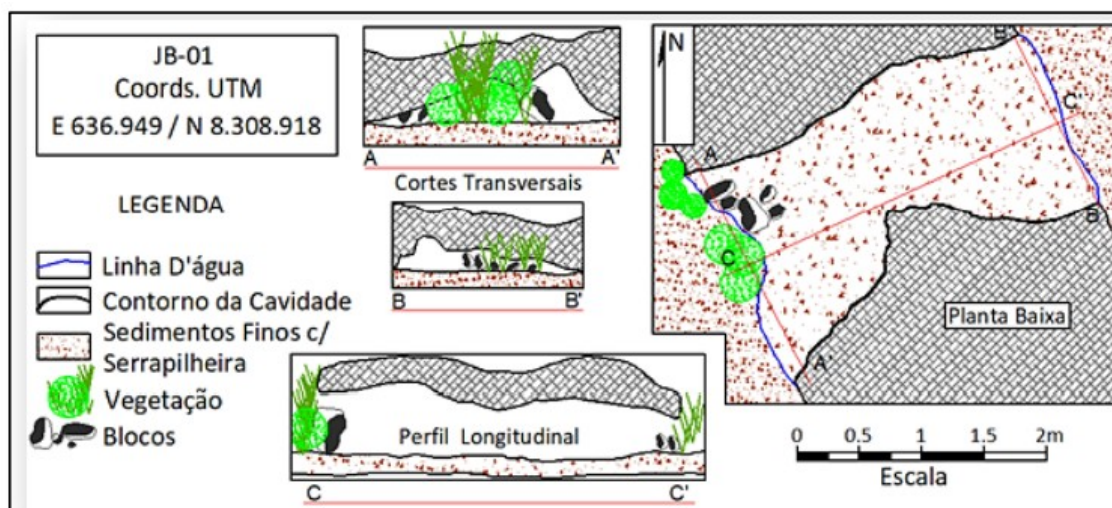 JB-01
Coords. UTM
E 636.949 / N 8.308.918
LEGENDA
Linha D'água
Contorno da Cavidade
Sedimentos Finos c/
Serrapilheira
Vegetação
Blocos
A A'
Cortes Transversais
B B'
Perfil Longitudinal
C C'
N
B'
C'
A
B
C
A'
Planta Baixa
0 0.5 1 1.5 2m
Escala